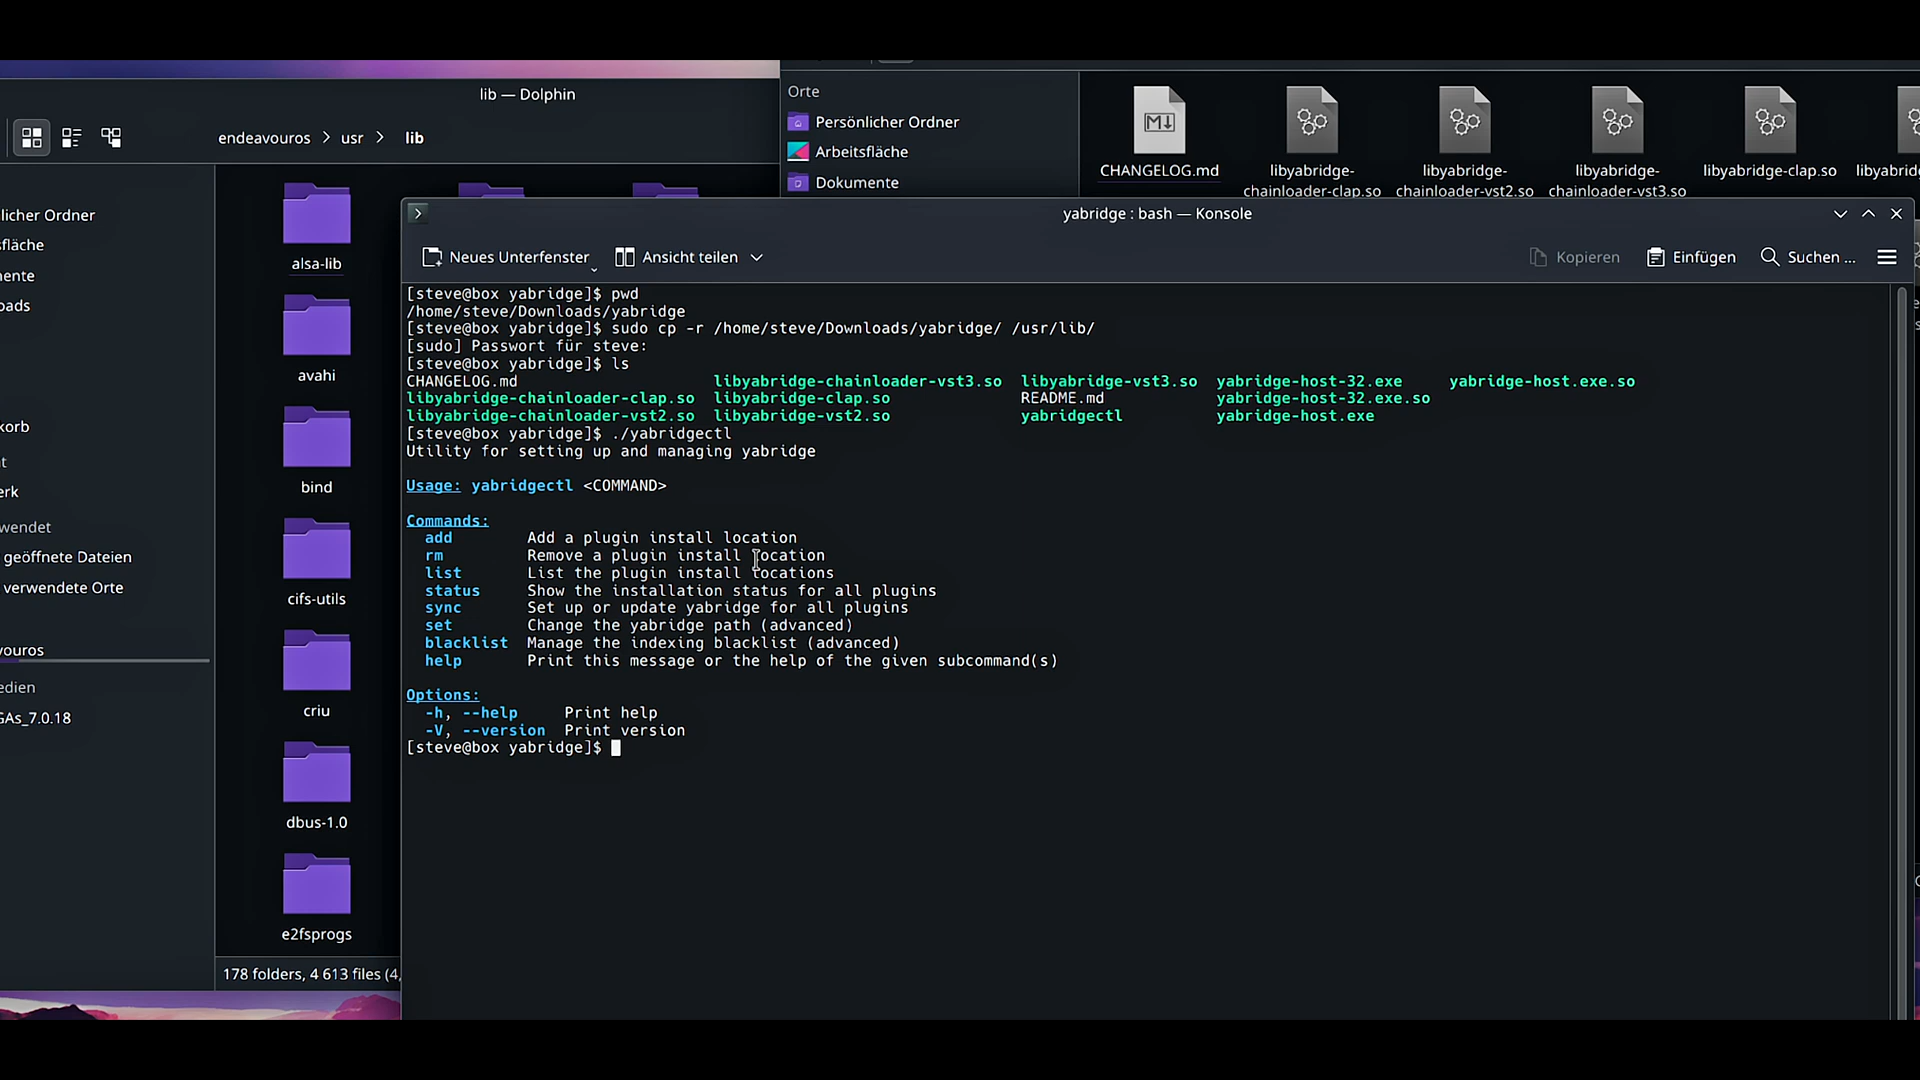 lib — Dolphin
endeavouros > usr > lib
licher Ordner
fläche
mente
oads
korb
t
erk
wendet
geöffnete Dateien
verwendete Orte
vouros
edien
GAs_7.0.18
alsa-lib
avahi
bind
cifs-utils
criu
dbus-1.0
e2fsprogs
178 folders, 4 613 files (4,
Orte
Persönlicher Ordner
Arbeitsfläche
Dokumente
CHANGELOG.md
libyabridge-
chainloader-clap.so
libyabridge-
chainloader-vst2.so
libyabridge-
chainloader-vst3.so
libyabridge-clap.so
libyabrid
yabridge : bash — Konsole
Neues Unterfenster
Ansicht teilen
Kopieren
Einfügen
Suchen ...
[steve@box yabridge]$ pwd
/home/steve/Downloads/yabridge
[steve@box yabridge]$ sudo cp -r /home/steve/Downloads/yabridge/ /usr/lib/
[sudo] Passwort für steve:
[steve@box yabridge]$ ls
CHANGELOG.md libyabridge-chainloader-vst3.so libyabridge-vst3.so yabridge-host-32.exe yabridge-host.exe.so
libyabridge-chainloader-clap.so libyabridge-clap.so README.md yabridge-host-32.exe.so
libyabridge-chainloader-vst2.so libyabridge-vst2.so yabridgectl yabridge-host.exe
[steve@box yabridge]$ ./yabridgectl
Utility for setting up and managing yabridge
Usage: yabridgectl <COMMAND>
Commands:
add Add a plugin install location
rm Remove a plugin install location
list List the plugin install locations
status Show the installation status for all plugins
sync Set up or update yabridge for all plugins
set Change the yabridge path (advanced)
blacklist Manage the indexing blacklist (advanced)
help Print this message or the help of the given subcommand(s)
Options:
-h, --help Print help
-V, --version Print version
[steve@box yabridge]$